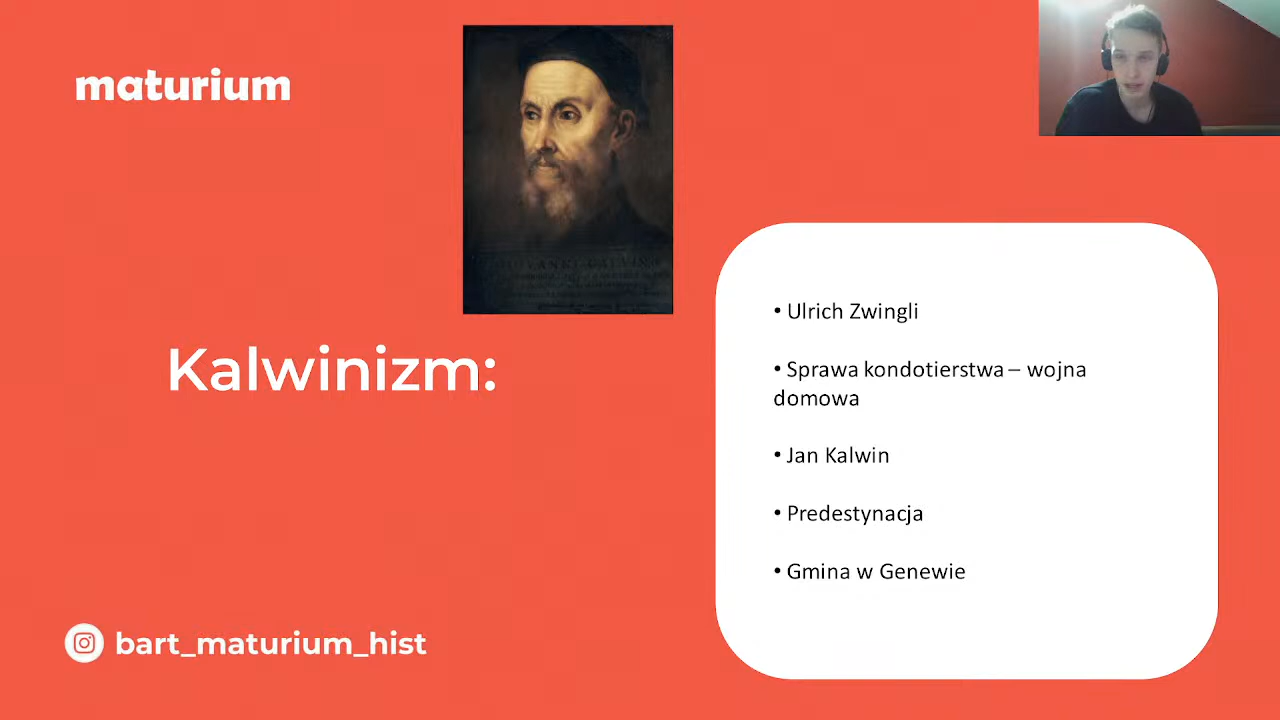 maturium
Kalwinizm:
• Ulrich Zwingli
• Sprawa kondotierstwa – wojna
domowa
• Jan Kalwin
• Predestynacja
• Gmina w Genewie
bart_maturium_hist